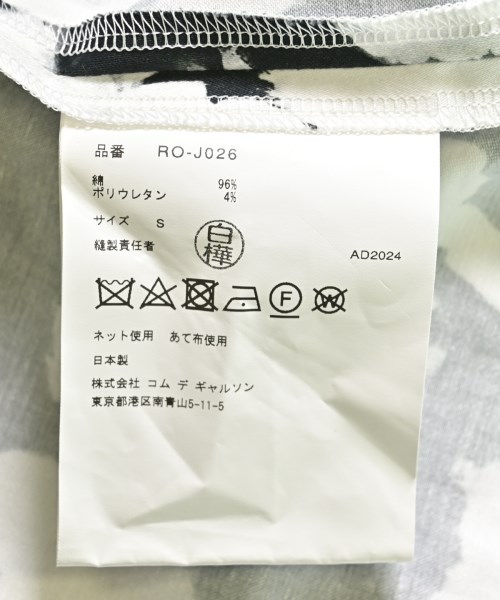 品番 RO-J026
綿 96%
ポリウレタン 4%
サイズ S
縫製責任者 白樺
AD2024
F W
ネット使用 あて布使用
日本製
株式会社 コム デ ギャルソン
東京都港区南青山5-11-5